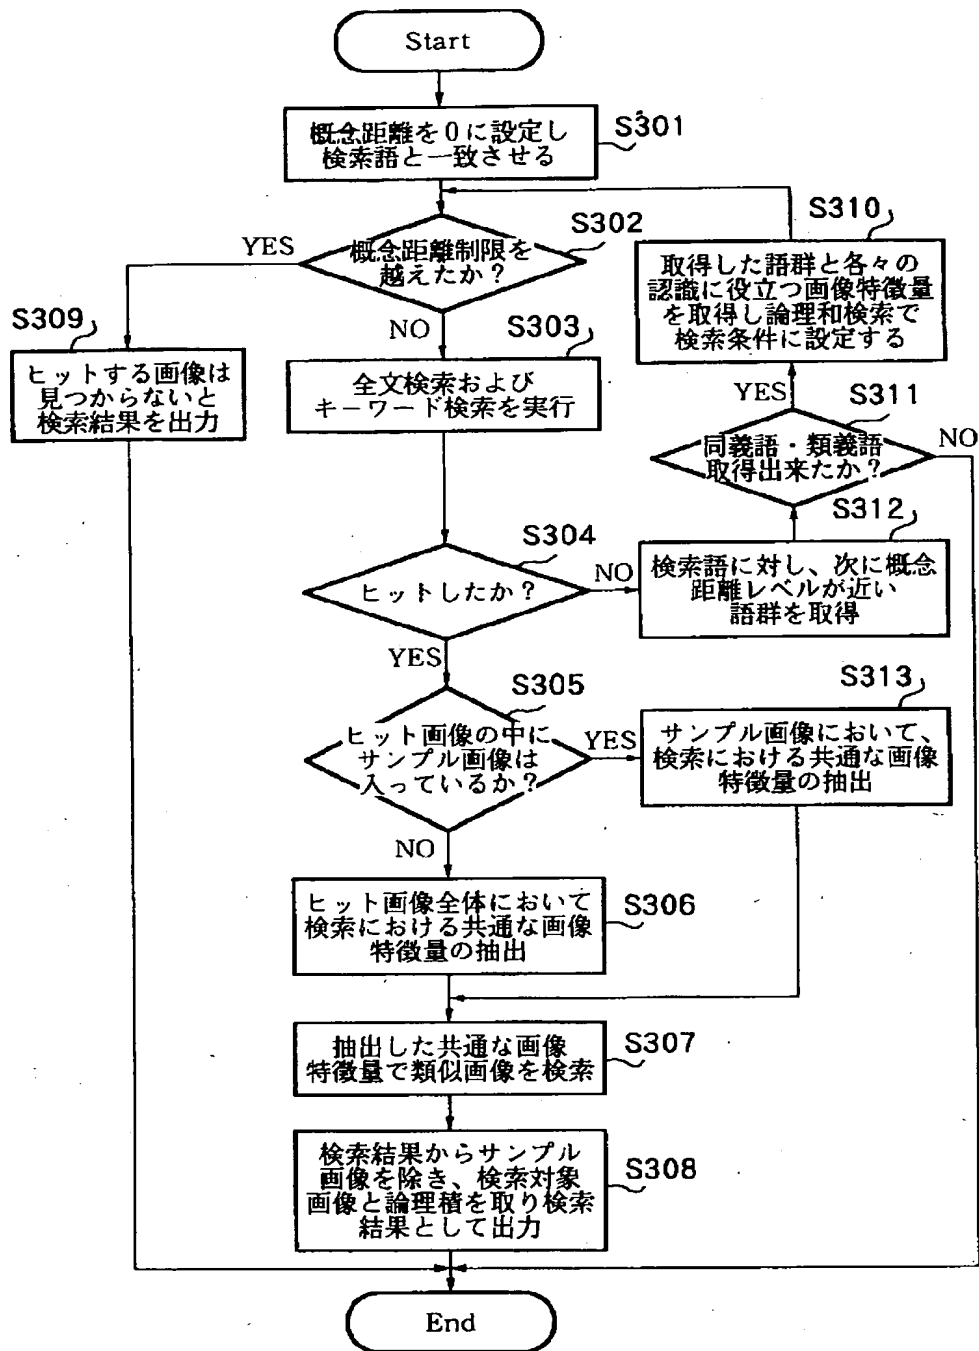 Start
概念距離を0に設定し
検索語と一致させる
S301
概念距離制限を
越えたか？
S302
YES
NO
S309
ヒットする画像は
見つからないと
検索結果を出力
S303
全文検索および
キーワード検索を実行
S310
取得した語群と各々の
認識に役立つ画像特徴量
を取得し論理和検索で
検索条件に設定する
YES
S311
同義語・類義語
取得出来たか？
NO
S304
ヒットしたか？
NO
YES
S312
検索語に対し、次に概念
距離レベルが近い
語群を取得
S305
ヒット画像の中に
サンプル画像は
入っているか？
YES
NO
S313
サンプル画像において、
検索における共通な画像
特徴量の抽出
ヒット画像全体において
検索における共通な画像
特徴量の抽出
S306
抽出した共通な画像
特徴量で類似画像を検索
S307
検索結果からサンプル
画像を除き、検索対象
画像と論理積を取り検索
結果として出力
S308
End